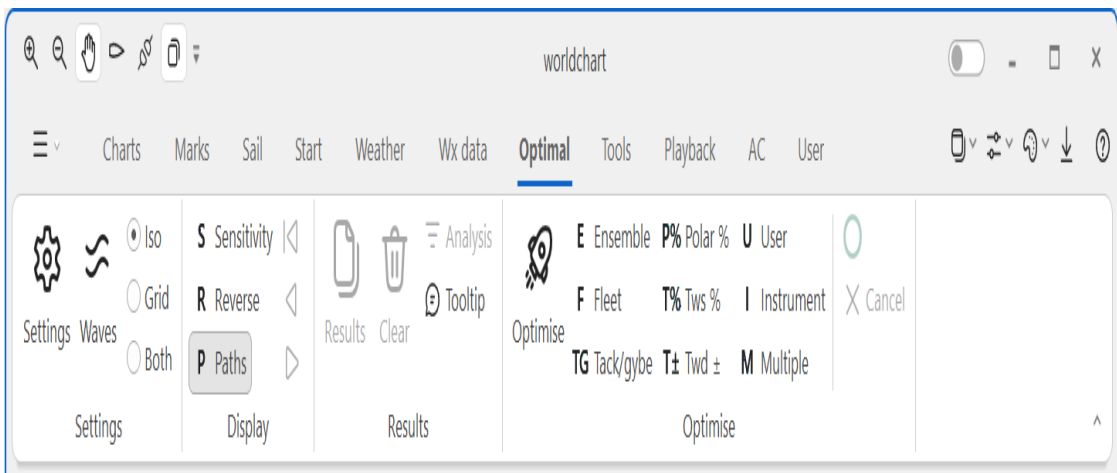 worldchart
Charts Marks Sail Start Weather Wx data Optimal Tools Playback AC User
Iso S Sensitivity Analysis E Ensemble P% Polar % U User
Grid R Reverse Tooltip F Fleet T% Tws % I Instrument Cancel
Settings Waves Results Clear Optimise
Both P Paths TG Tack/gybe T± Twd ± M Multiple
Settings Display Results Optimise